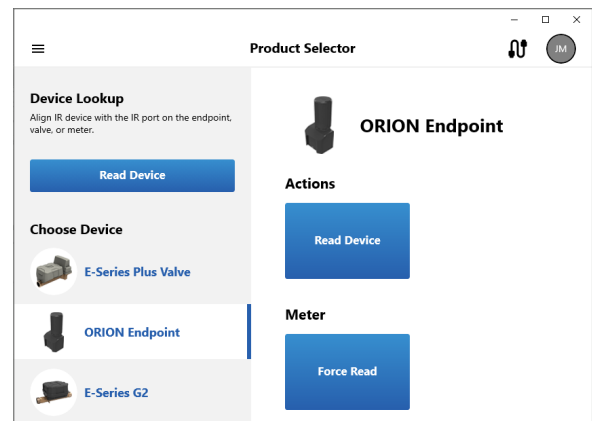 Product Selector
JM
Device Lookup
Align IR device with the IR port on the endpoint,
valve, or meter.
Read Device
Choose Device
E-Series Plus Valve
ORION Endpoint
E-Series G2
ORION Endpoint
Actions
Read Device
Meter
Force Read